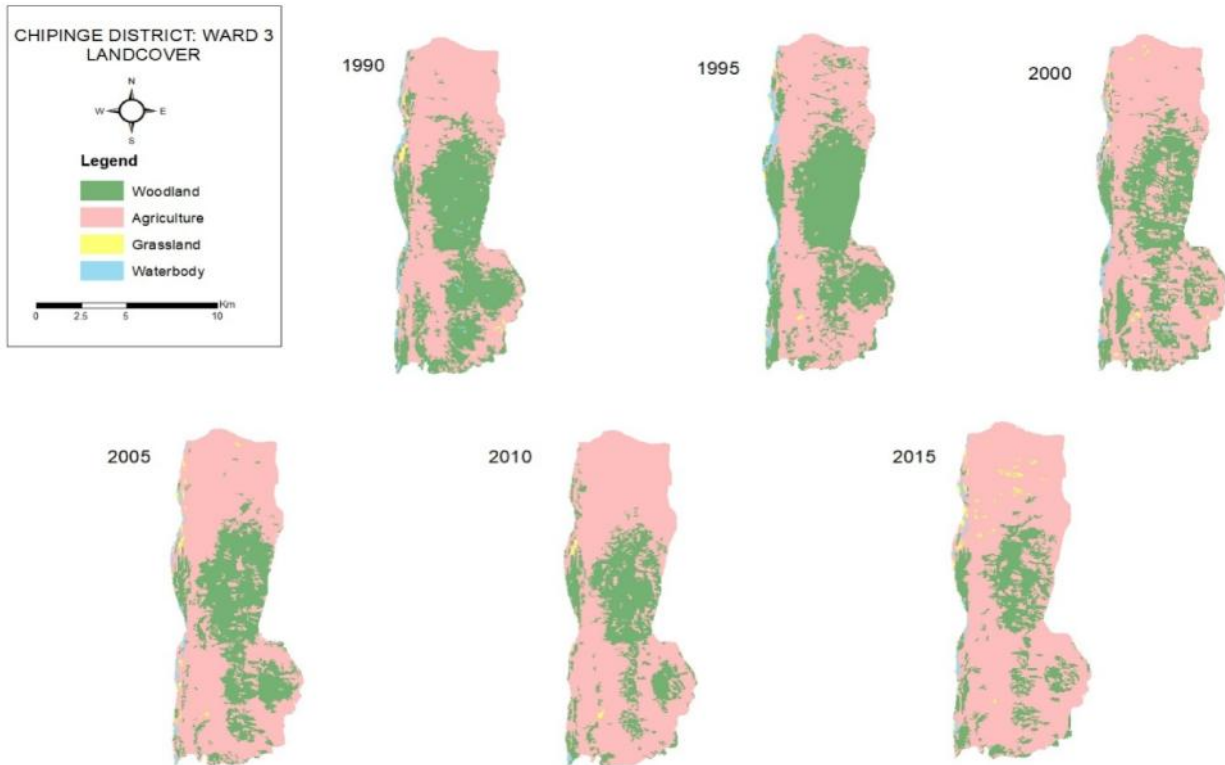 CHIPINGE DISTRICT: WARD 3
LANDCOVER
N
W E
S
Legend
Woodland
Agriculture
Grassland
Waterbody
Km
0 2.5 5 10
1990
1995
2000
2005
2010
2015